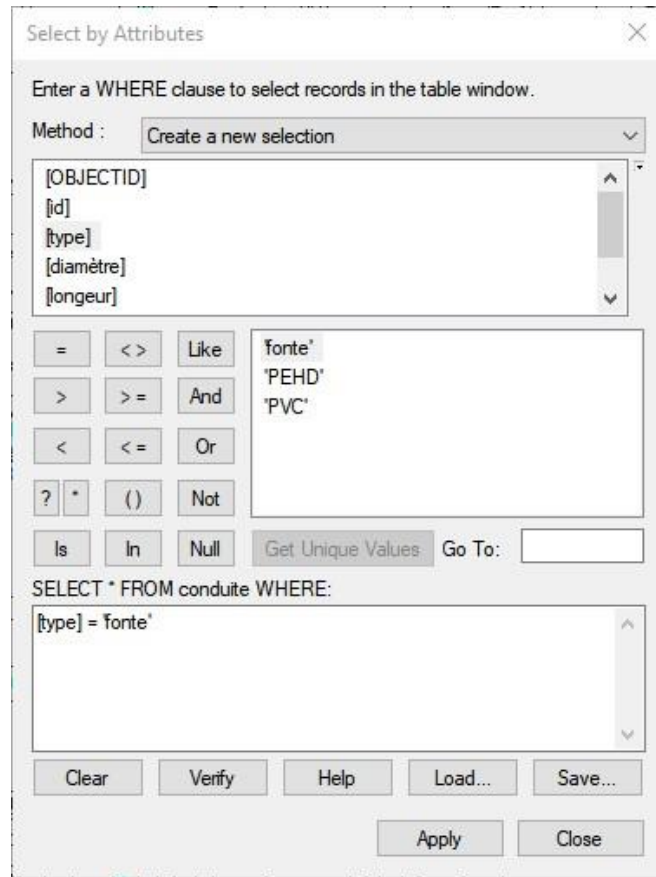 Select by Attributes
Enter a WHERE clause to select records in the table window.
Method : Create a new selection
[OBJECTID]
[id]
[type]
[diamètre]
[longeur]
= < > Like
> > = And
< < = Or
? * ( ) Not
Is In Null
'fonte'
'PEHD'
'PVC'
Get Unique Values Go To:
SELECT * FROM conduite WHERE:
[type] = 'fonte'
Clear Verify Help Load... Save...
Apply Close